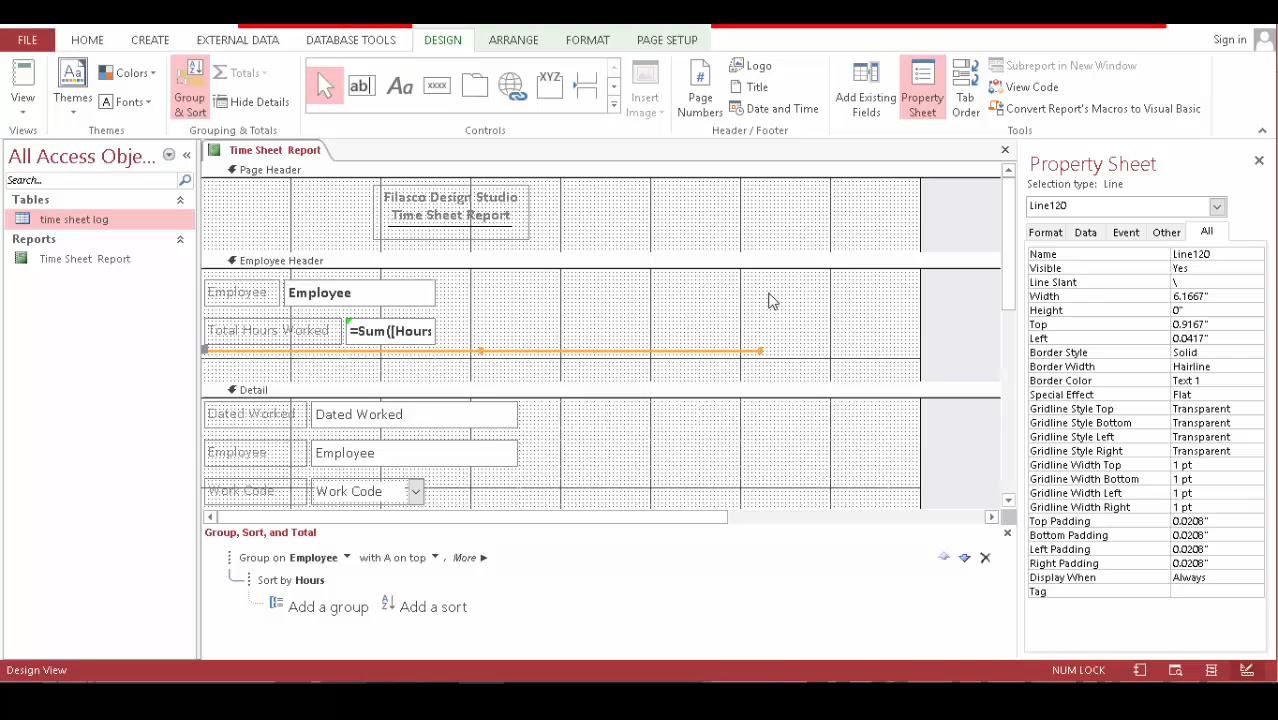 FILE HOME CREATE EXTERNAL DATA DATABASE TOOLS DESIGN ARRANGE FORMAT PAGE SETUP Sign in
View
Views
Themes
Colors
Fonts
Themes
Group & Sort
Totals
Hide Details
Grouping & Totals
ab|
Aa
xxxx
XYZ
Controls
Insert Image
Page Numbers
Logo
Title
Date and Time
Header / Footer
Add Existing Fields
Property Sheet
Tab Order
Subreport in New Window
View Code
Convert Report's Macros to Visual Basic
Tools
All Access Obje...
Search...
Tables
time sheet log
Reports
Time Sheet Report
Time Sheet Report
Page Header
Filasco Design Studio
Time Sheet Report
Employee Header
Employee Employee
Total Hours Worked =Sum([Hours
Detail
Dated Worked Dated Worked
Employee Employee
Work Code Work Code
Group, Sort, and Total
Group on Employee with A on top , More
Sort by Hours
Add a group Add a sort
Property Sheet
Selection type: Line
Line120
Format Data Event Other All
Name Line120
Visible Yes
Line Slant \
Width 6.1667"
Height 0"
Top 0.9167"
Left 0.0417"
Border Style Solid
Border Width Hairline
Border Color Text 1
Special Effect Flat
Gridline Style Top Transparent
Gridline Style Bottom Transparent
Gridline Style Left Transparent
Gridline Style Right Transparent
Gridline Width Top 1 pt
Gridline Width Bottom 1 pt
Gridline Width Left 1 pt
Gridline Width Right 1 pt
Top Padding 0.0208"
Bottom Padding 0.0208"
Left Padding 0.0208"
Right Padding 0.0208"
Display When Always
Tag
Design View NUM LOCK